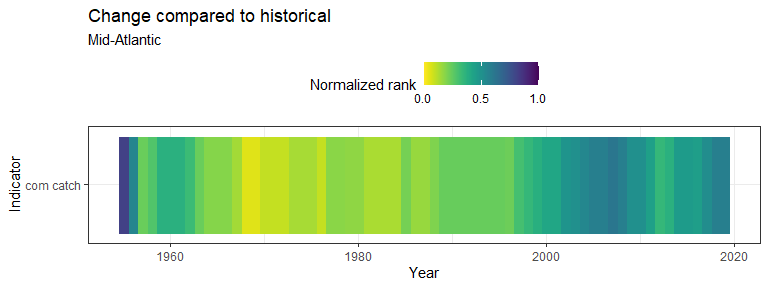 Change compared to historical
Mid-Atlantic
Normalized rank
0.0 0.5 1.0
Indicator
com catch
1960 1980 2000 2020
Year